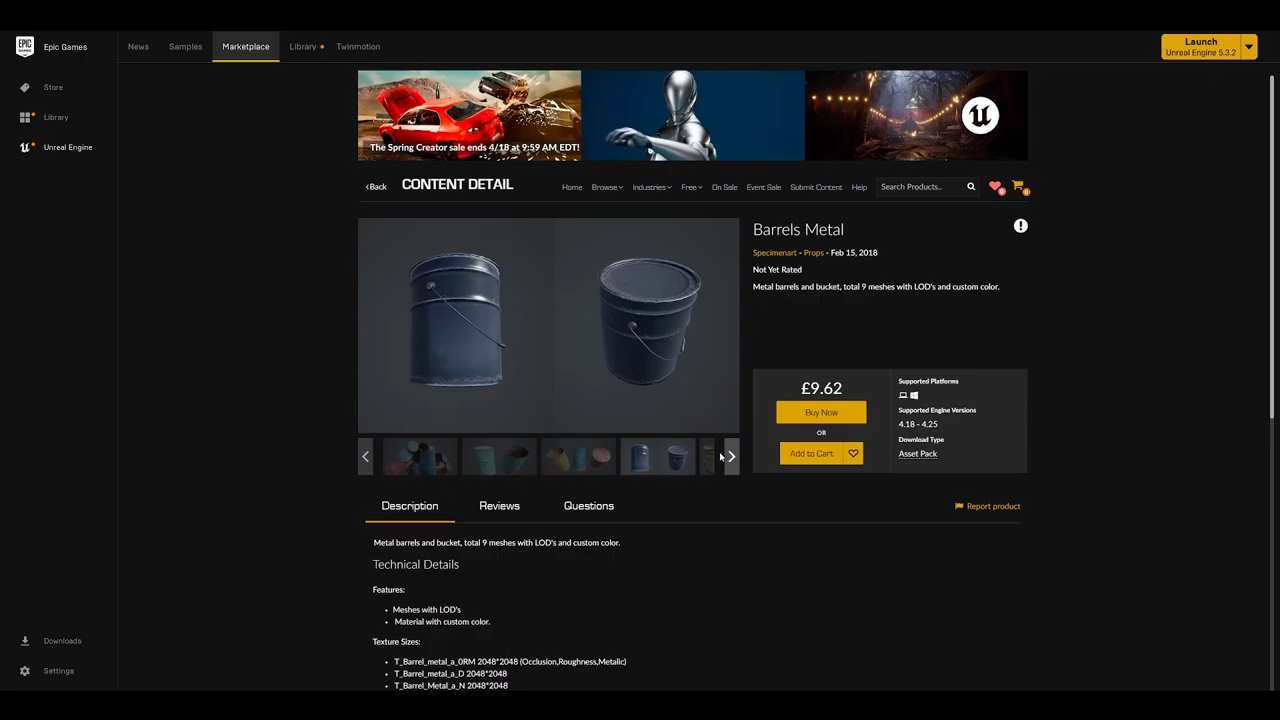 EPIC GAMES
Epic Games
News
Samples
Marketplace
Library
Twinmotion
Launch
Unreal Engine 5.3.2
Store
Library
Unreal Engine
The Spring Creator sale ends 4/18 at 9:59 AM EDT!
Back
CONTENT DETAIL
Home
Browse
Industries
Free
On Sale
Event Sale
Submit Content
Help
Search Products..
0
0
Barrels Metal
Specimenart - Props - Feb 15, 2018
Not Yet Rated
Metal barrels and bucket, total 9 meshes with LOD's and custom color.
£9.62
Buy Now
OR
Add to Cart
Supported Platforms
Supported Engine Versions
4.18 - 4.25
Download Type
Asset Pack
Description
Reviews
Questions
Report product
Metal barrels and bucket, total 9 meshes with LOD's and custom color.
Technical Details
Features:
Meshes with LOD's
Material with custom color.
Texture Sizes:
T_Barrel_metal_a_0RM 2048*2048 (Occlusion,Roughness,Metalic)
T_Barrel_metal_a_D 2048*2048
T_Barrel_Metal_a_N 2048*2048
Downloads
Settings